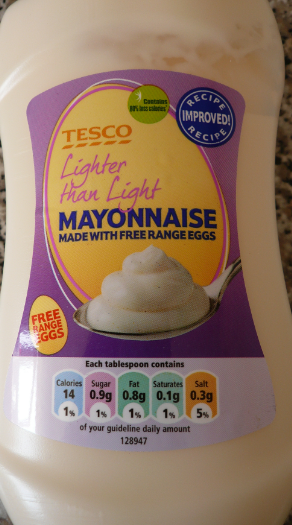 Contains
80% less calories
RECIPE
IMPROVED!
RECIPE
TESCO
Lighter
than Light
MAYONNAISE
MADE WITH FREE RANGE EGGS
FREE
RANGE
EGGS
Each tablespoon contains
Calories Sugar Fat Saturates Salt
14 0.9g 0.8g 0.1g 0.3g
1% 1% 1% 1% 5%
of your guideline daily amount
128947